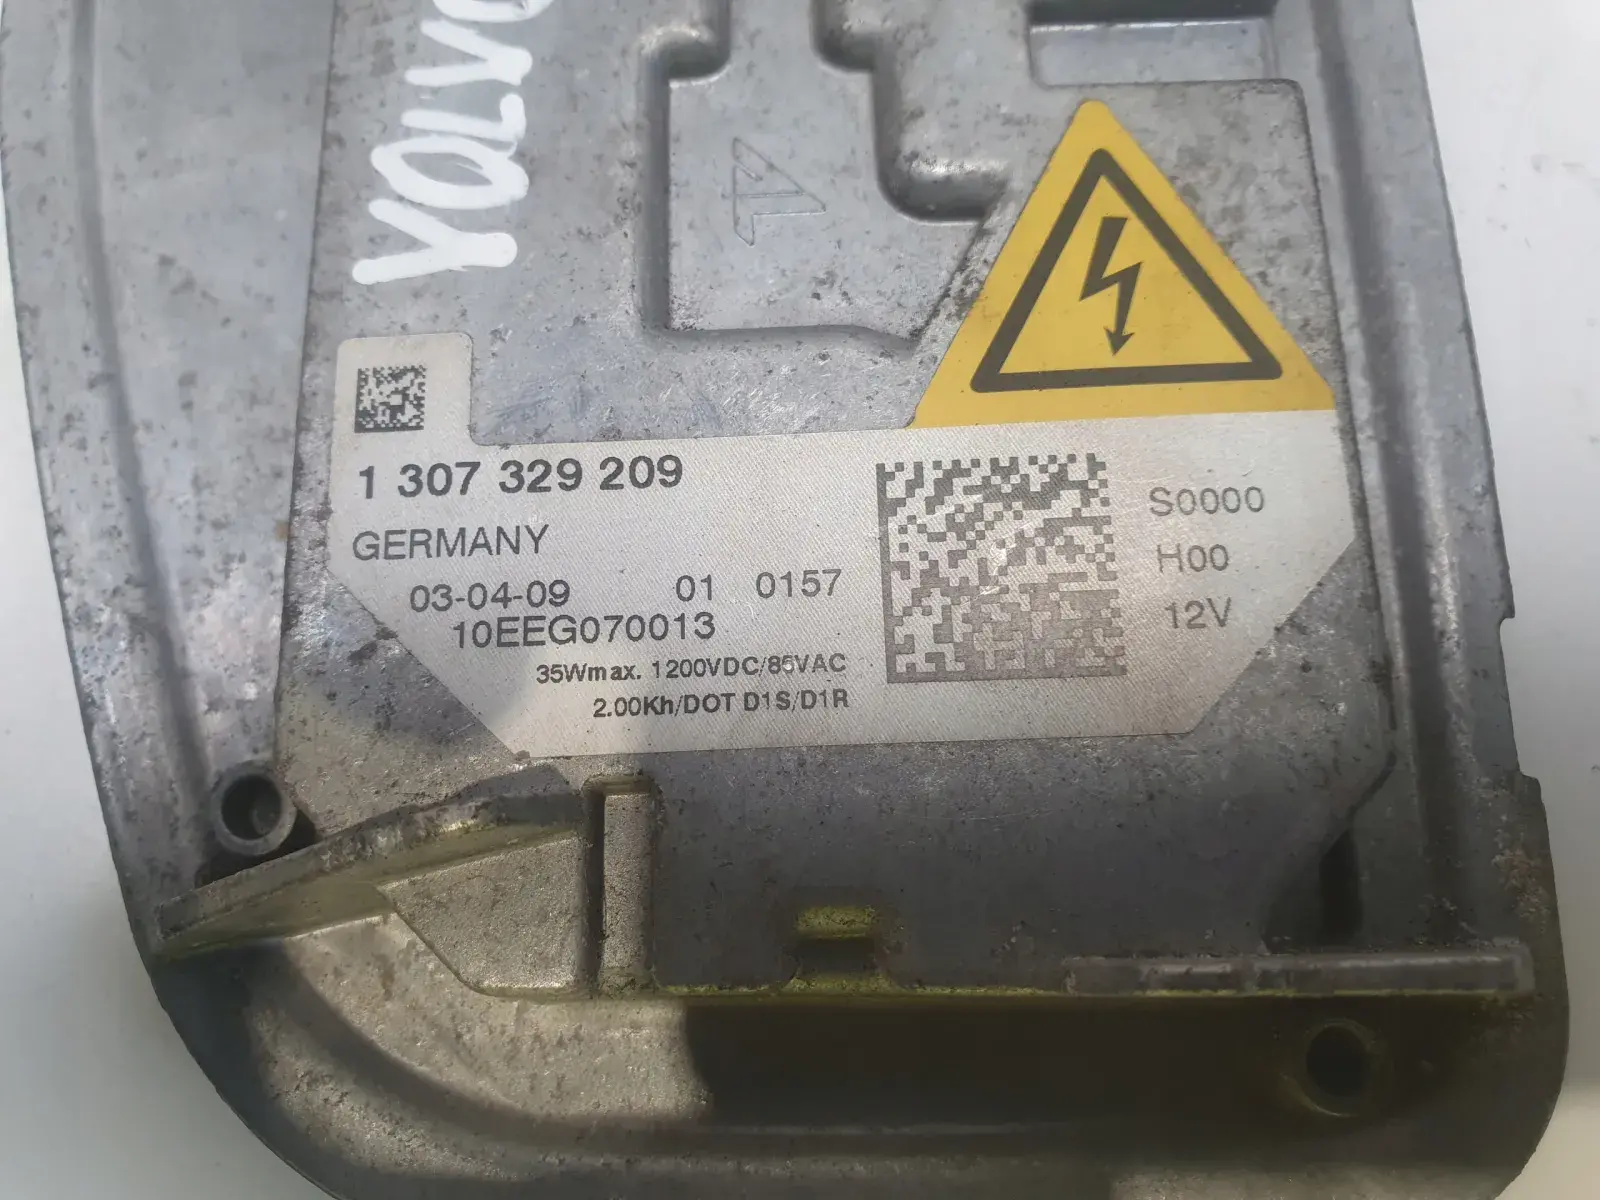 YOLVO
1 307 329 209
GERMANY
03-04-09 01 0157
10EEG070013
35Wmax. 1200VDC/85VAC
2.00Kh/DOT D1S/D1R
S0000
H00
12V